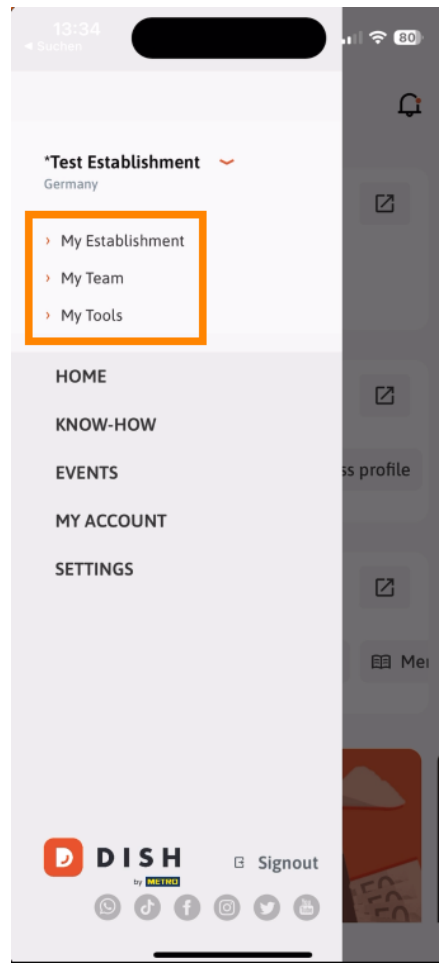 13:34
◂ Suchen
80
*Test Establishment
Germany
› My Establishment
› My Team
› My Tools
HOME
KNOW-HOW
EVENTS
ss profile
MY ACCOUNT
SETTINGS
DISH
by METRO
Signout